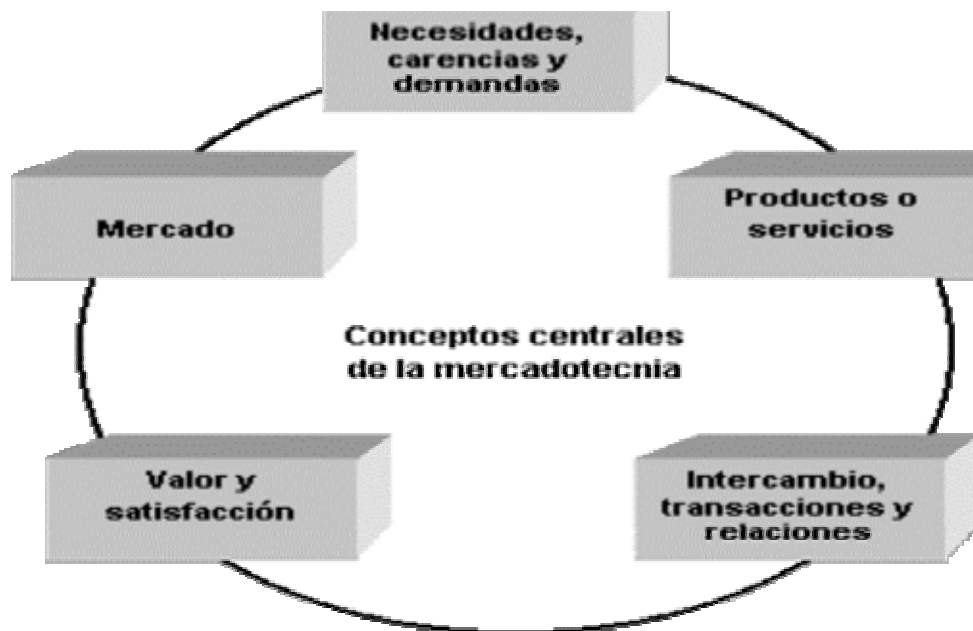 Necesidades,
carencias y
demandas
Mercado
Productos o
servicios
Conceptos centrales
de la mercadotecnia
Valor y
satisfacción
Intercambio,
transacciones y
relaciones